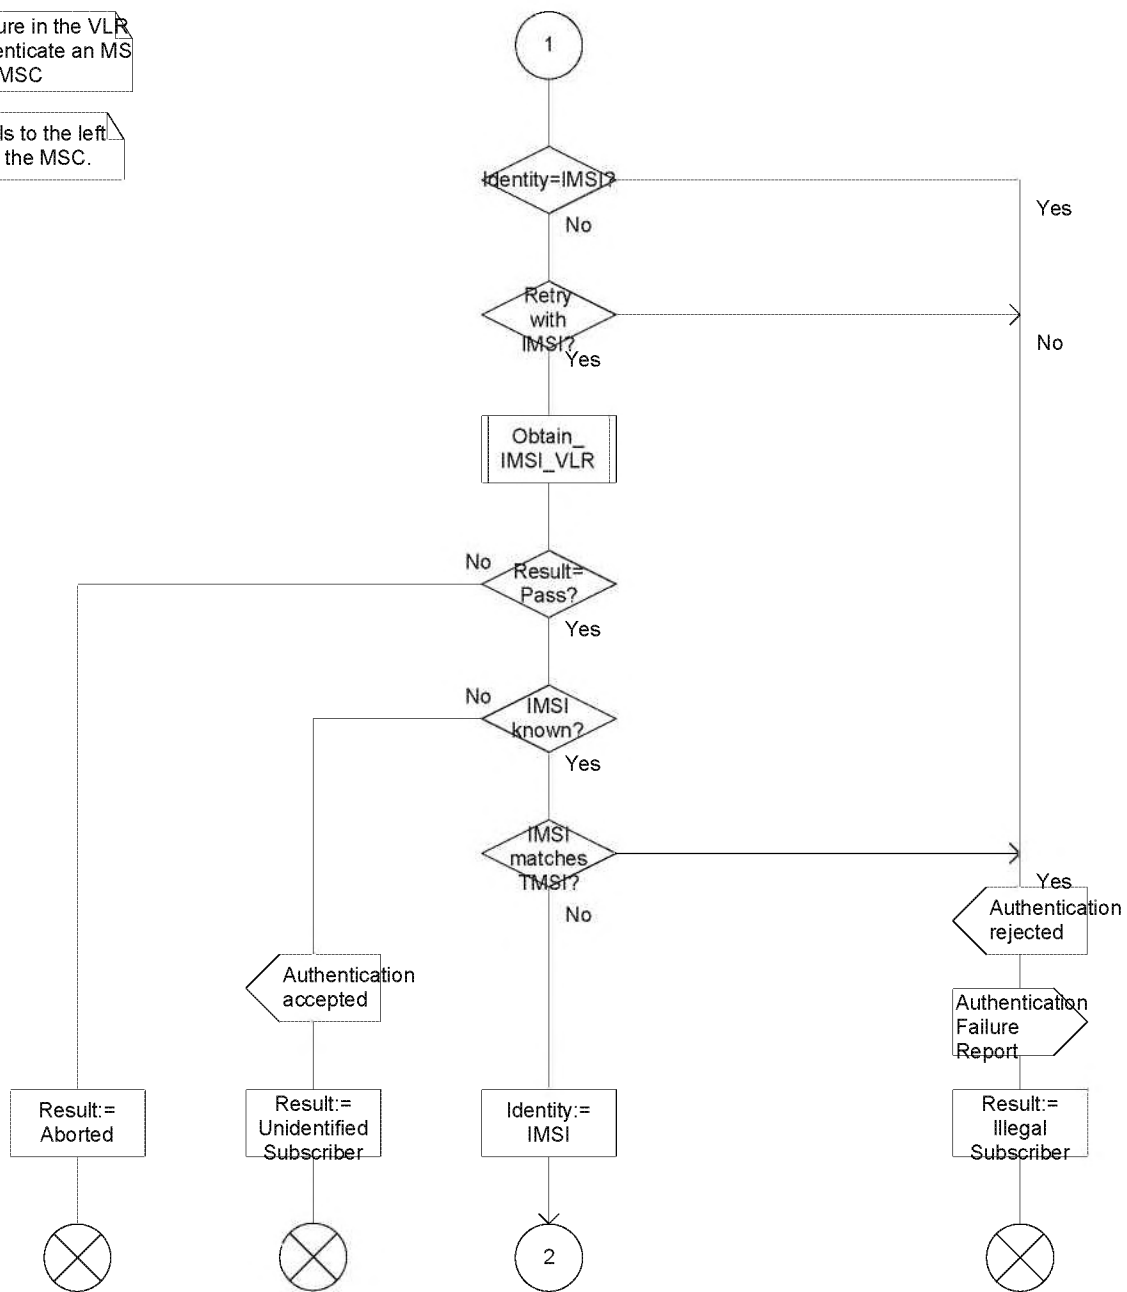 ure in the VLR
enticate an MS
MSC
ls to the left
the MSC.
1
Identity=IMSI?
Yes
No
Retry
with
IMSI?
No
Yes
Obtain_
IMSI_VLR
No
Result=
Pass?
Yes
No
IMSI
known?
Yes
IMSI
matches
TMSI?
Yes
No
Authentication
rejected
Authentication
accepted
Authentication
Failure
Report
Result:=
Aborted
Result:=
Unidentified
Subscriber
Identity:=
IMSI
Result:=
Illegal
Subscriber
2